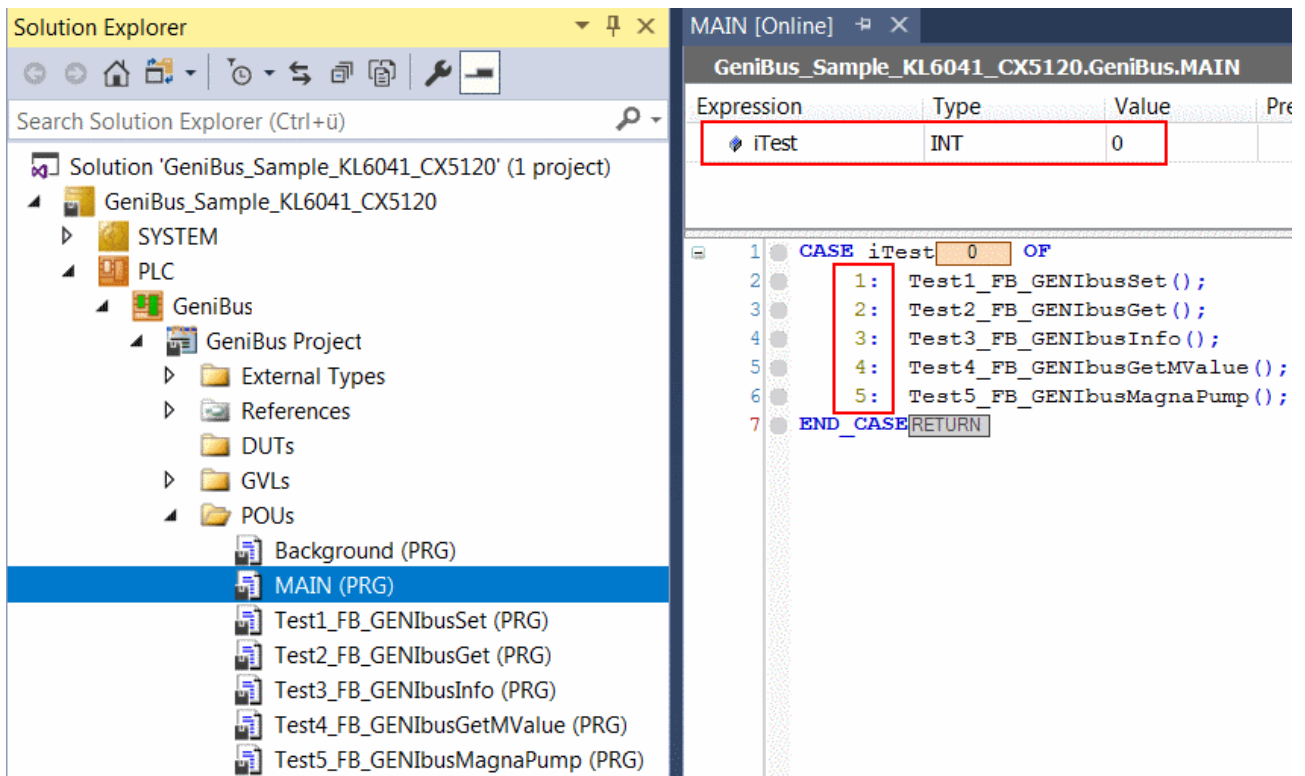 Solution Explorer
Search Solution Explorer (Ctrl+ü)
Solution 'GeniBus_Sample_KL6041_CX5120' (1 project)
GeniBus_Sample_KL6041_CX5120
SYSTEM
PLC
GeniBus
GeniBus Project
External Types
References
DUTs
GVLs
POUs
Background (PRG)
MAIN (PRG)
Test1_FB_GENIbusSet (PRG)
Test2_FB_GENIbusGet (PRG)
Test3_FB_GENIbusInfo (PRG)
Test4_FB_GENIbusGetMValue (PRG)
Test5_FB_GENIbusMagnaPump (PRG)
MAIN [Online]
GeniBus_Sample_KL6041_CX5120.GeniBus.MAIN
Expression Type Value Pre
iTest INT 0
1 CASE iTest 0 OF
2 1: Test1_FB_GENIbusSet();
3 2: Test2_FB_GENIbusGet();
4 3: Test3_FB_GENIbusInfo();
5 4: Test4_FB_GENIbusGetMValue();
6 5: Test5_FB_GENIbusMagnaPump();
7 END_CASE RETURN